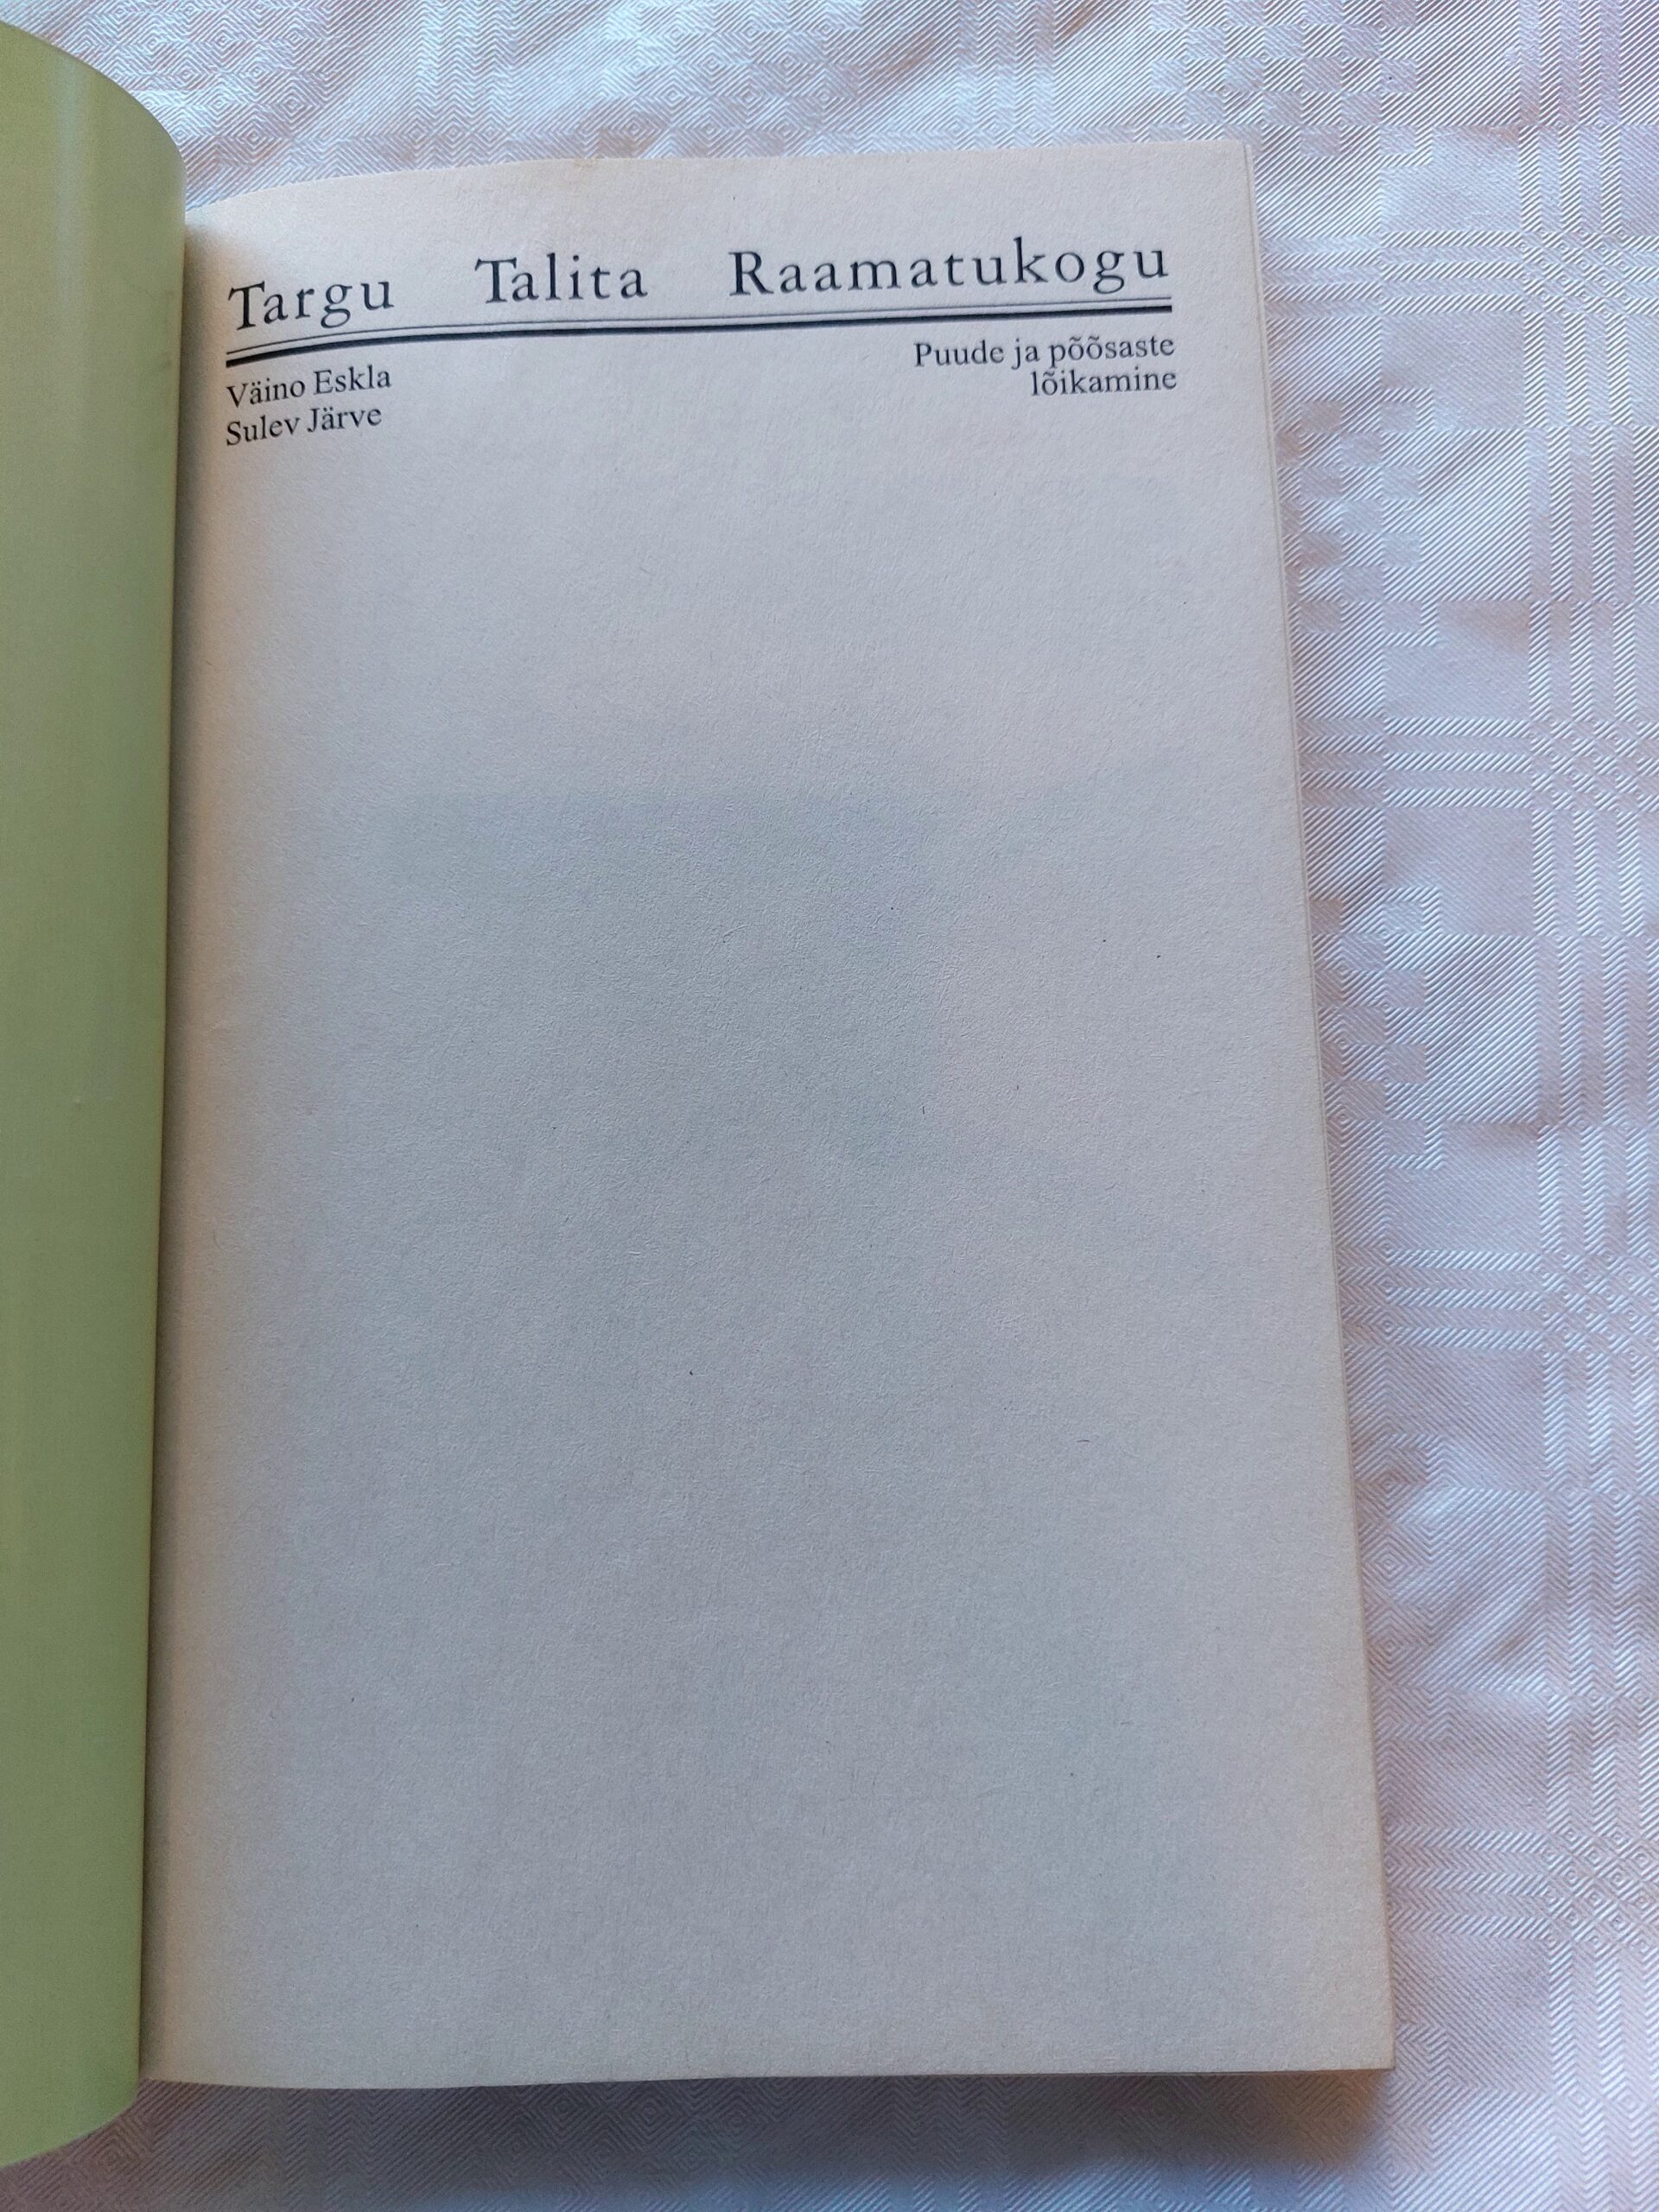 Targu Talita Raamatukogu
Väino Eskla
Sulev Järve
Puude ja põõsaste
lõikamine